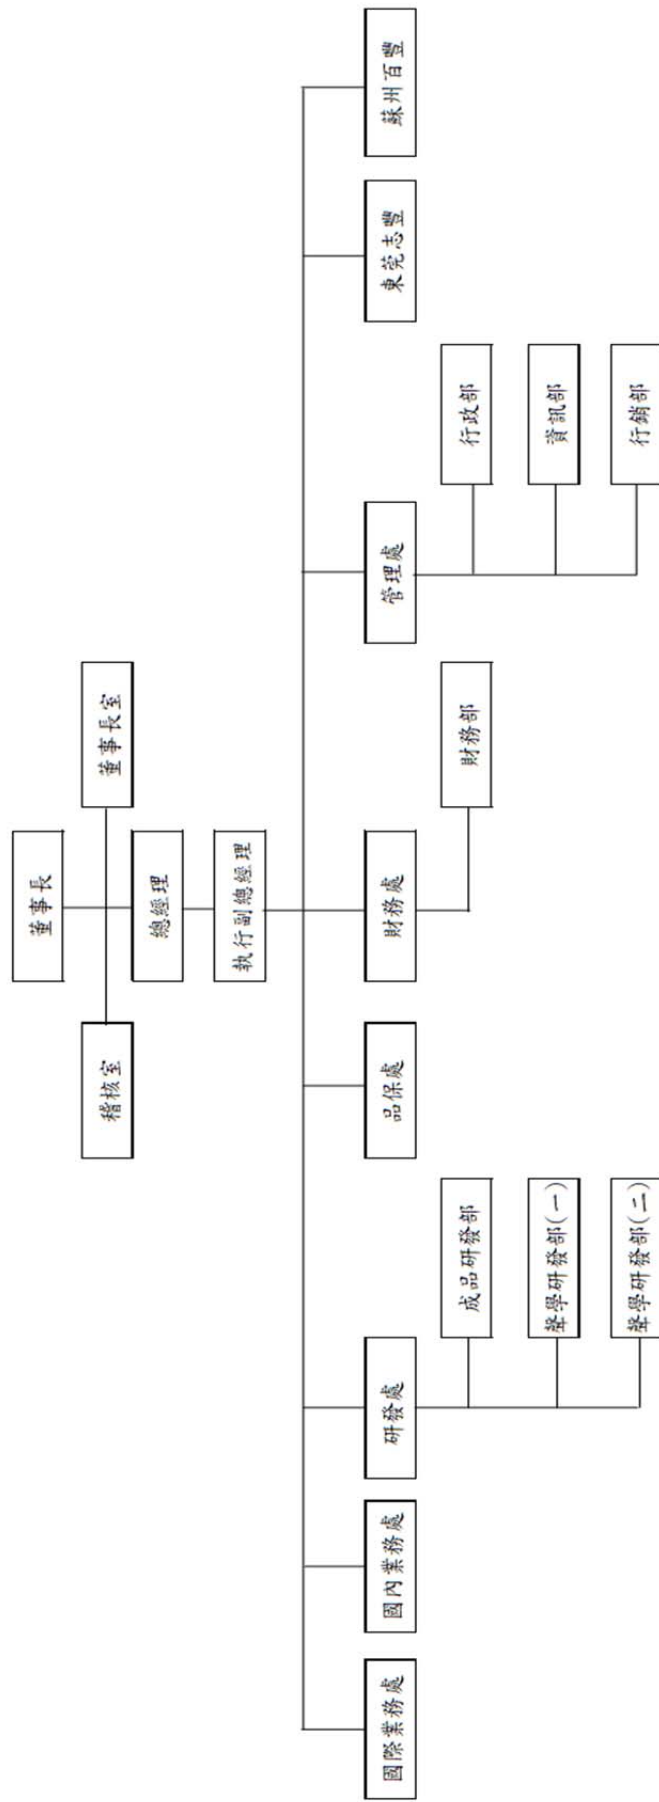 董事長
稽核室
董事長室
總經理
執行副總經理
國際業務處
國內業務處
研發處
品保處
財務處
管理處
東莞志豐
蘇州百豐
成品研發部
聲學研發部(一)
聲學研發部(二)
財務部
行政部
資訊部
行銷部